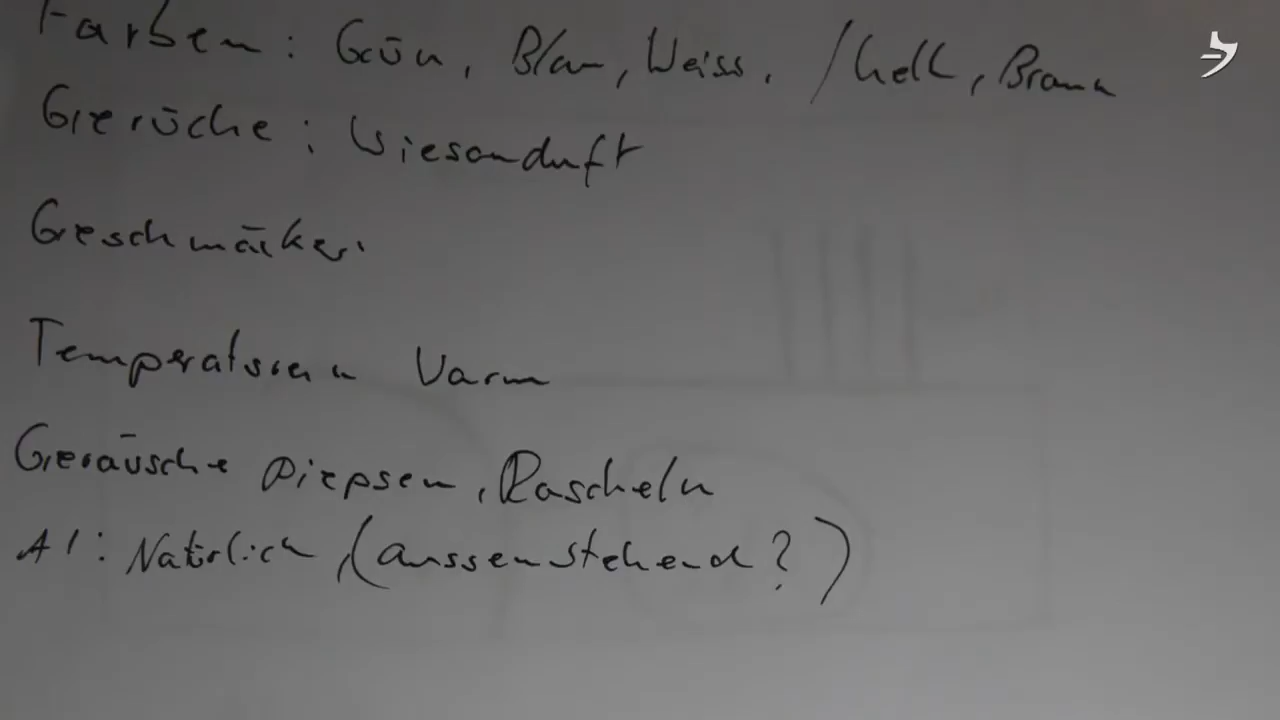 Farben: Grün, Blau, Weiss, /hell, Braun
Gerüche: Wiesenduft
Geschmäcker
Temperaturen Warm
Geräusche Piepsen, Rascheln
A1: Natürlich, (aussenstehend?)